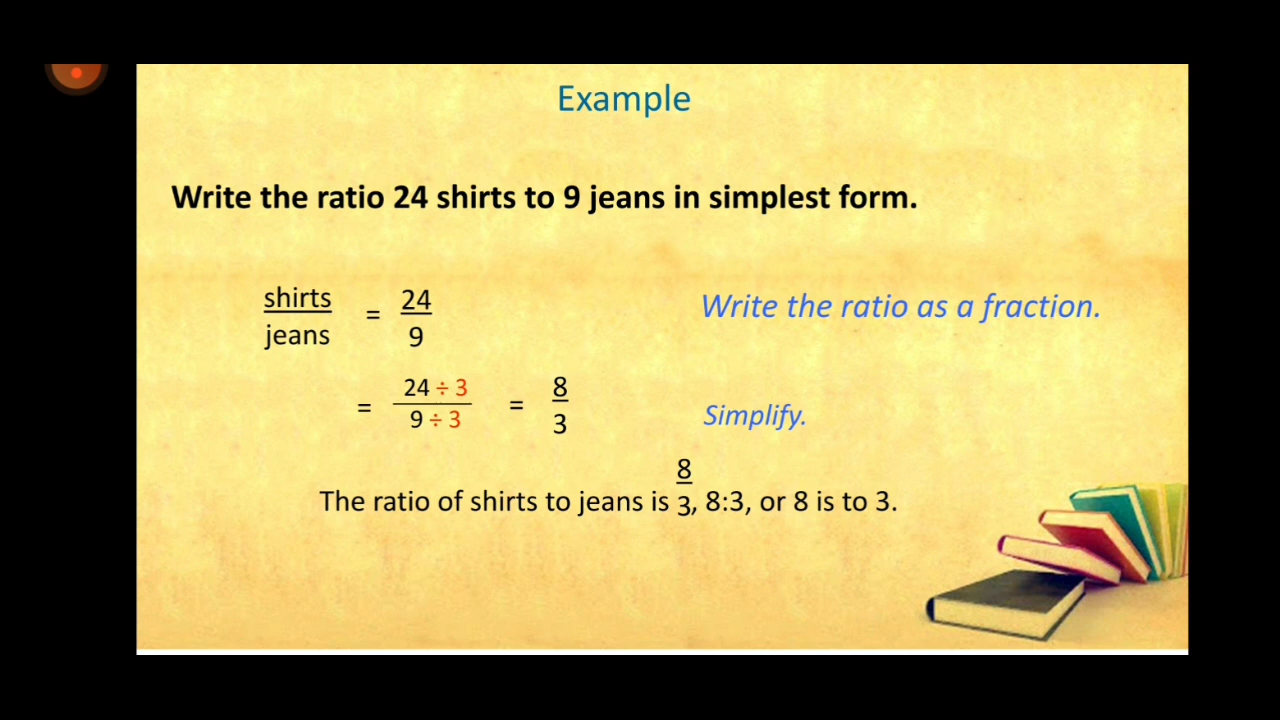 Example
Write the ratio 24 shirts to 9 jeans in simplest form.
shirts/jeans = 24/9 Write the ratio as a fraction.
= 24 ÷ 3/9 ÷ 3 = 8/3 Simplify.
The ratio of shirts to jeans is 8/3, 8:3, or 8 is to 3.